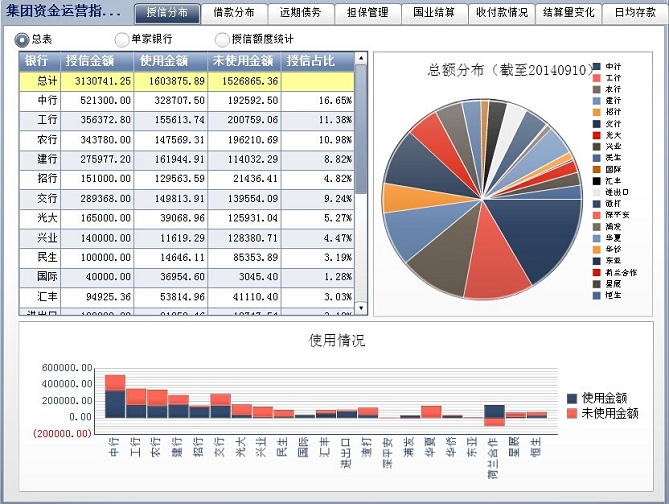 集团资金运营指... 授信分布 借款分布 远期债务 担保管理 国业结算 收付款情况 结算量变化 日均存款
总表 单家银行 授信额度统计
银行 授信金额 使用金额 未使用金额 授信占比
总计 3130741.25 1603875.89 1526865.36
中行 521300.00 328707.50 192592.50 16.65%
工行 356372.80 155613.74 200759.06 11.38%
农行 343780.00 147569.31 196210.69 10.98%
建行 275977.20 161944.91 114032.29 8.82%
招行 151000.00 129563.59 21436.41 4.82%
交行 289368.00 149813.91 139554.09 9.24%
光大 165000.00 39068.96 125931.04 5.27%
兴业 140000.00 11619.29 128380.71 4.47%
民生 100000.00 14646.11 85353.89 3.19%
国际 40000.00 36954.60 3045.40 1.28%
汇丰 94925.36 53814.96 41110.40 3.03%
进出口
总额分布（截至20140910）
中行
工行
农行
建行
招行
交行
光大
兴业
民生
国际
汇丰
进出口
渣打
深平安
浦发
华夏
华侨
东亚
荷兰合作
星展
恒生
使用情况
600000.00
400000.00
200000.00
0.00
(200000.00)
中行 工行 农行 建行 招行 交行 光大 兴业 民生 国际 汇丰 进出口 渣打 深平安 浦发 华夏 华侨 东亚 荷兰合作 星展 恒生
使用金额
未使用金额